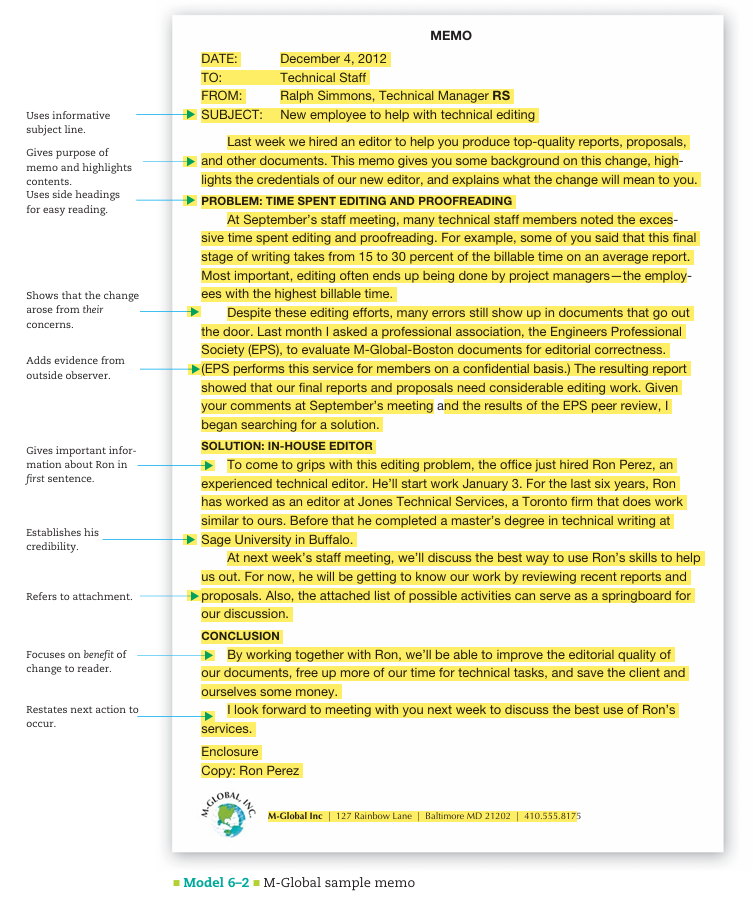 MEMO
DATE: December 4, 2012
TO: Technical Staff
FROM: Ralph Simmons, Technical Manager RS
SUBJECT: New employee to help with technical editing
Uses informative
subject line.
Last week we hired an editor to help you produce top-quality reports, proposals,
and other documents. This memo gives you some background on this change, high-
lights the credentials of our new editor, and explains what the change will mean to you.
Gives purpose of
memo and highlights
contents.
Uses side headings
for easy reading.
PROBLEM: TIME SPENT EDITING AND PROOFREADING
At September's staff meeting, many technical staff members noted the exces-
sive time spent editing and proofreading. For example, some of you said that this final
stage of writing takes from 15 to 30 percent of the billable time on an average report.
Most important, editing often ends up being done by project managers—the employ-
ees with the highest billable time.
Shows that the change
arose from their
concerns.
Despite these editing efforts, many errors still show up in documents that go out
the door. Last month I asked a professional association, the Engineers Professional
Society (EPS), to evaluate M-Global-Boston documents for editorial correctness.
(EPS performs this service for members on a confidential basis.) The resulting report
showed that our final reports and proposals need considerable editing work. Given
your comments at September's meeting and the results of the EPS peer review, I
began searching for a solution.
Adds evidence from
outside observer.
SOLUTION: IN-HOUSE EDITOR
Gives important infor-
mation about Ron in
first sentence.
To come to grips with this editing problem, the office just hired Ron Perez, an
experienced technical editor. He'll start work January 3. For the last six years, Ron
has worked as an editor at Jones Technical Services, a Toronto firm that does work
similar to ours. Before that he completed a master's degree in technical writing at
Sage University in Buffalo.
Establishes his
credibility.
At next week's staff meeting, we'll discuss the best way to use Ron's skills to help
us out. For now, he will be getting to know our work by reviewing recent reports and
proposals. Also, the attached list of possible activities can serve as a springboard for
our discussion.
Refers to attachment.
CONCLUSION
Focuses on benefit of
change to reader.
By working together with Ron, we'll be able to improve the editorial quality of
our documents, free up more of our time for technical tasks, and save the client and
ourselves some money.
Restates next action to
occur.
I look forward to meeting with you next week to discuss the best use of Ron's
services.
Enclosure
Copy: Ron Perez
M-GLOBAL, INC.
M-Global Inc | 127 Rainbow Lane | Baltimore MD 21202 | 410.555.8175
Model 6–2 M-Global sample memo